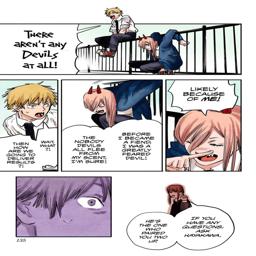 THERE
AREN'T ANY
DEVILS
AT ALL!
LIKELY
BECAUSE
OF ME!
BEFORE
I BECAME
A FIEND,
I WAS A
GREATLY
FEARED
DEVIL!
THE
NOBODY
DEVILS
ALL FLEE
FROM
MY SCENT,
I'M SURE!
WAIT,
WHAT
?!
THEN
HOW
ARE WE
GOING TO
DELIVER
RESULTS
?!
IF YOU
HAVE ANY
QUESTIONS,
ASK
HAYAKAWA.
HE'S
THE ONE
WHO
PAIRED
YOU TWO
UP.